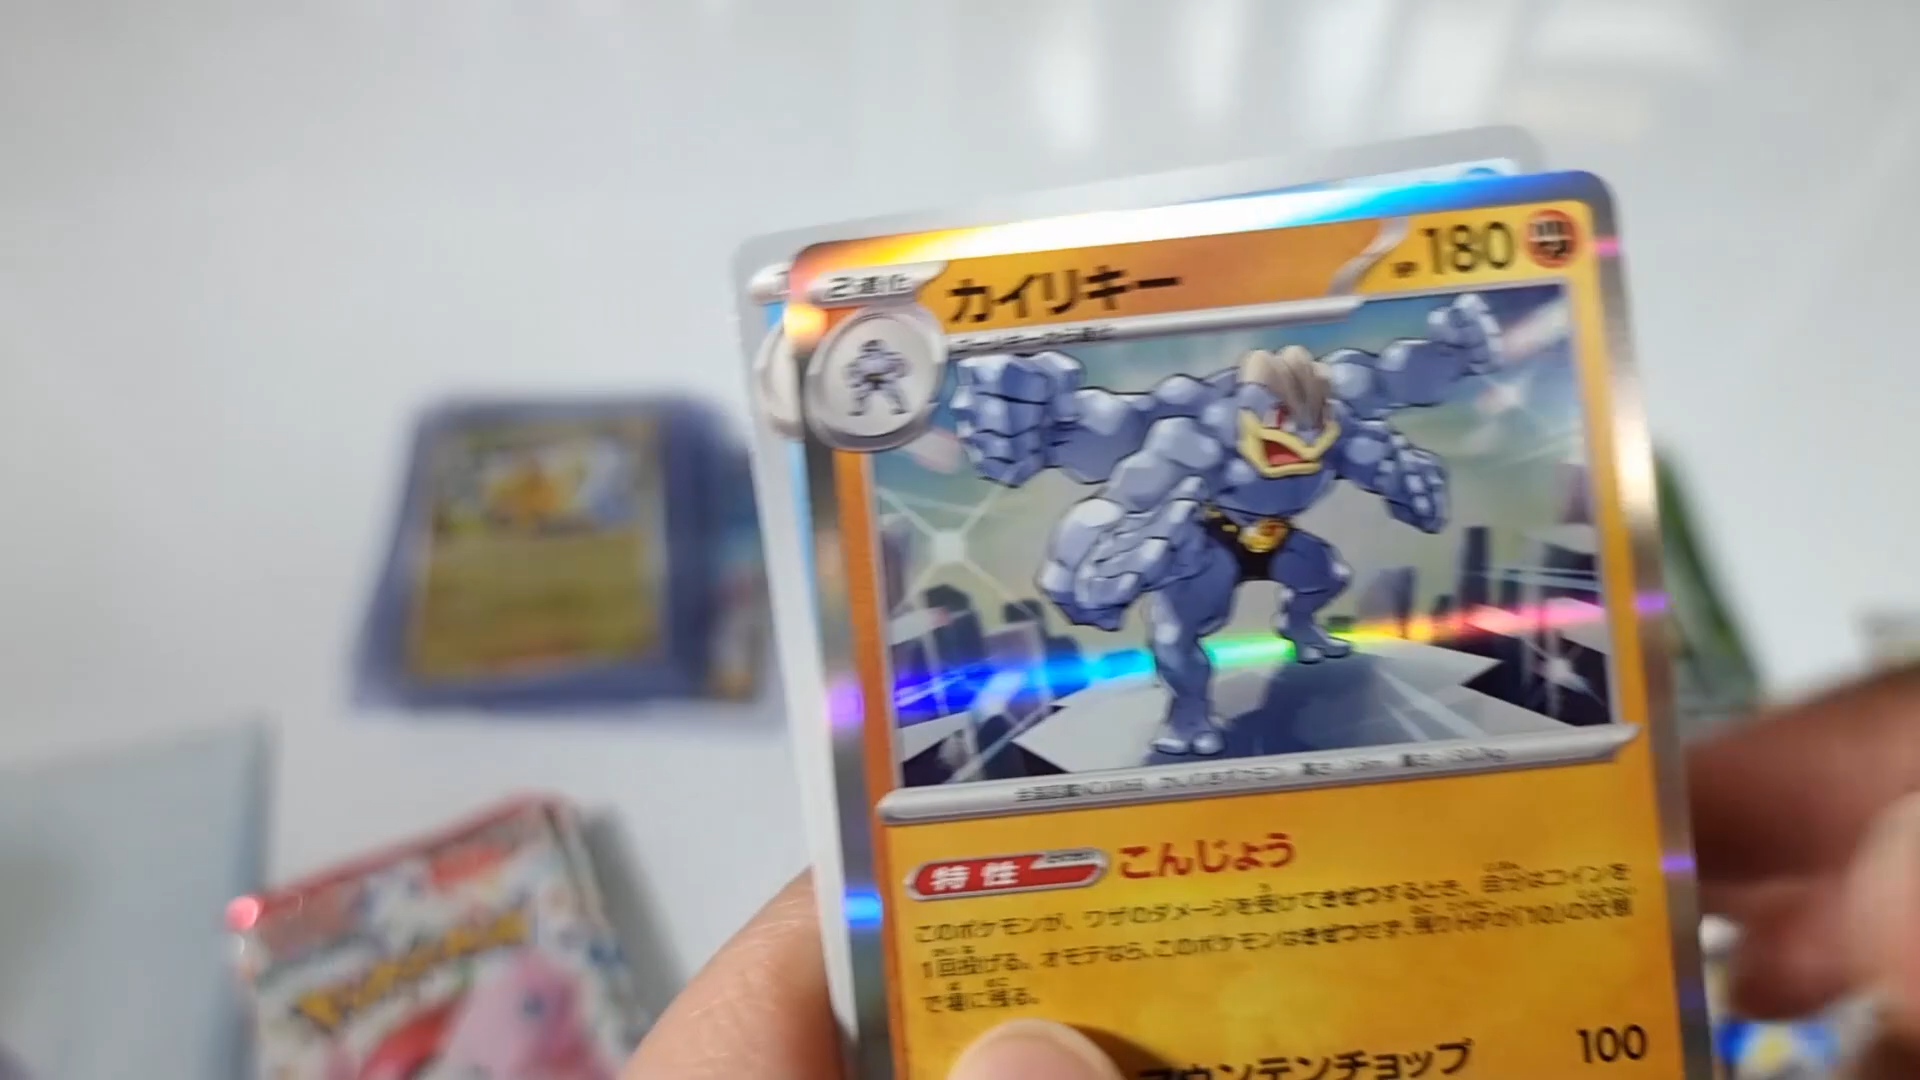 2進化
カイリキー
HP 180
特性
こんじょう
このポケモンが、ワザのダメージを受けてきぜつするとき、自分はコインを
1回投げる。オモテなら、このポケモンはきぜつせず、残りHPが「10」の状態
で場に残る。
マウンテンチョップ 100
Pokémon